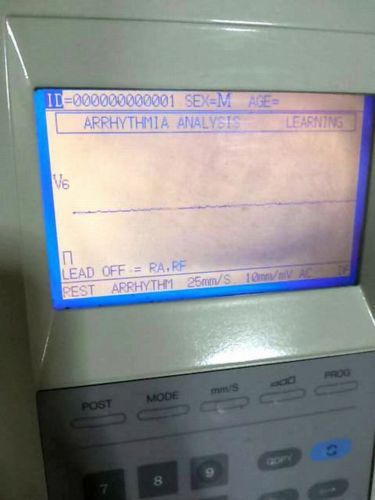 ID=000000000001 SEX=M AGE=
ARRHYTHMIA ANALYSIS LEARNING
V6
LEAD OFF = RA,RF
REST ARRHYTHM 25mm/S 10mm/mV AC DF
POST MODE mm/S PROG
7 8 9 COPY